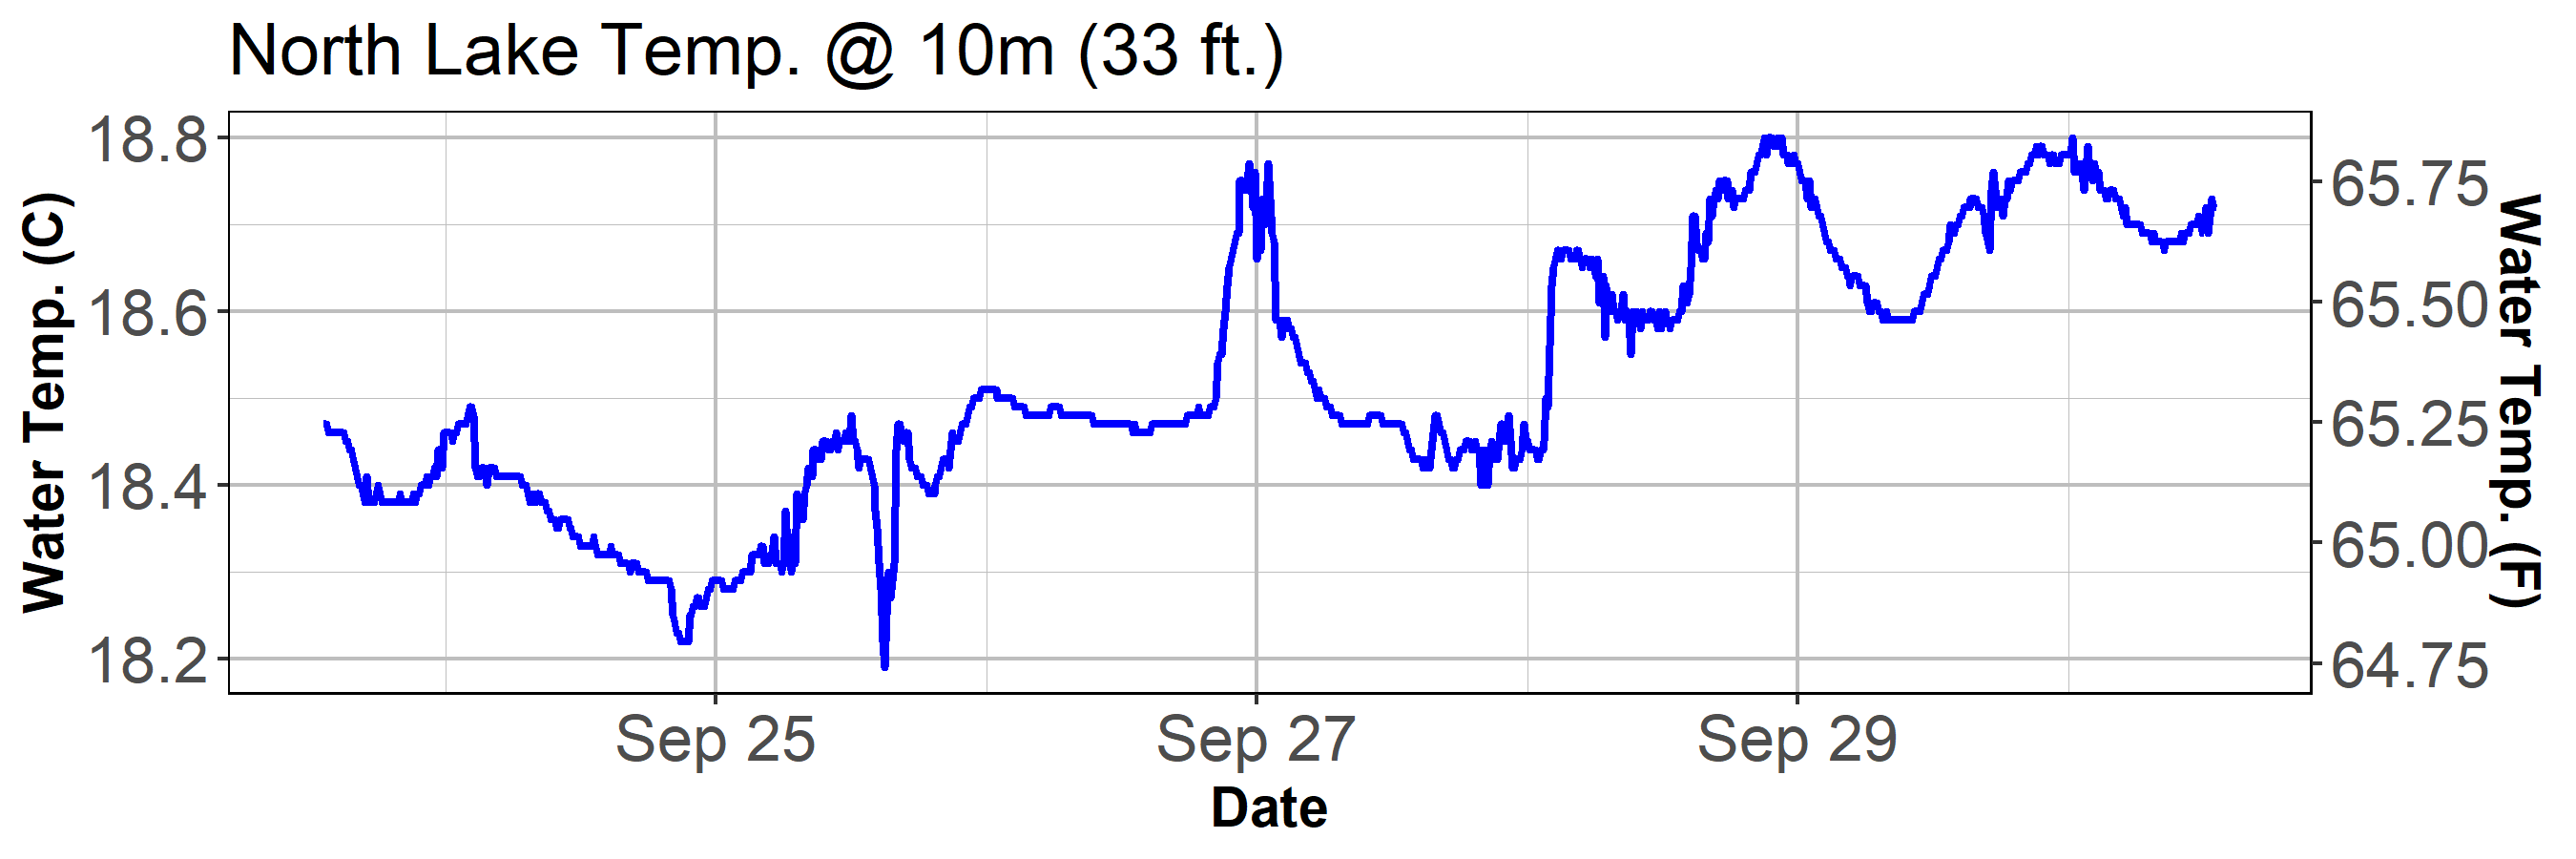 North Lake Temp. @ 10m (33 ft.)
Water Temp. (C)
18.8
18.6
18.4
18.2
65.75
65.50
65.25
65.00
64.75
Water Temp. (F)
Sep 25
Sep 27
Sep 29
Date